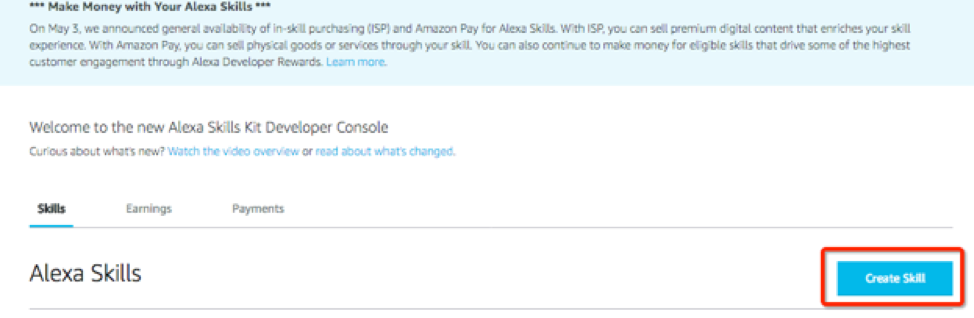 *** Make Money with Your Alexa Skills ***
On May 3, we announced general availability of in-skill purchasing (ISP) and Amazon Pay for Alexa Skills. With ISP, you can sell premium digital content that enriches your skill
experience. With Amazon Pay, you can sell physical goods or services through your skill. You can also continue to make money for eligible skills that drive some of the highest
customer engagement through Alexa Developer Rewards. Learn more.
Welcome to the new Alexa Skills Kit Developer Console
Curious about what's new? Watch the video overview or read about what's changed.
Skills Earnings Payments
Alexa Skills Create Skill